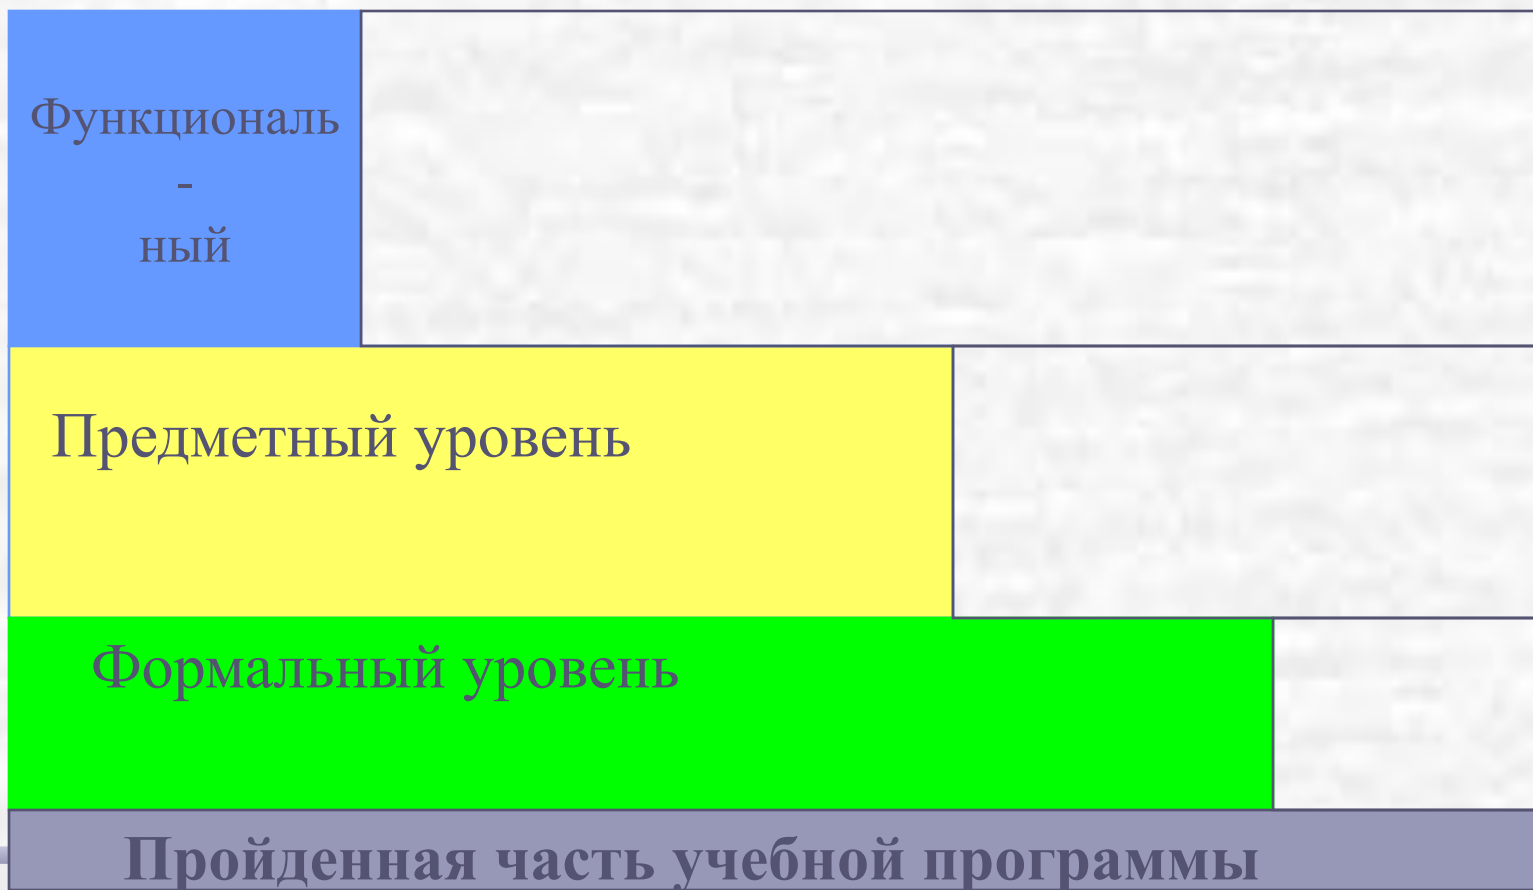 Функциональ
-
ный
Предметный уровень
Формальный уровень
Пройденная часть учебной программы